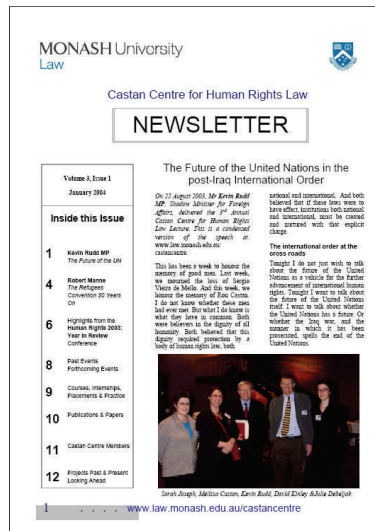 MONASH University
Law
Castan Centre for Human Rights Law
NEWSLETTER
Volume 3, Issue 1
January 2004
Inside this Issue
1 Kevin Rudd MP
The Future of the UN
4 Robert Manne
The Refugees
Convention 50 Years
On
6 Highlights from the
Human Rights 2003:
Year in Review
Conference
8 Past Events
Forthcoming Events
9 Courses, Internships,
Placements & Practice
10 Publications & Papers
11 Castan Centre Members
12 Projects Past & Present
Looking Ahead
The Future of the United Nations in the
post-Iraq International Order
On 25 August 2003, Mr Kevin Rudd
MP, Shadow Minister for Foreign
Affairs, delivered the 3rd Annual
Castan Centre for Human Rights
Law Lecture. This is a condensed
version of the speech at
www.law.monash.edu.au/
castancentre
This has been a week to honour the
memory of good men. Last week,
we mourned the loss of Sergio
Vieira de Mello. And this week, we
honour the memory of Ron Castan.
I do not know whether these men
had ever met. But what I do know is
what they have in common. Both
were believers in the dignity of all
humanity. Both believed that this
dignity required protection by a
body of human rights law, both
national and international. And both
believed that if these laws were to
have effect, institutions both national
and international, must be created
and nurtured with that explicit
charge.
The international order at the
cross roads
Tonight I do not just wish to talk
about the future of the United
Nations as a vehicle for the further
advancement of international human
rights. Tonight I want to talk about
the future of the United Nations
itself. I want to talk about whether
the United Nations has a future. Or
whether the Iraq war, and the
manner in which it has been
prosecuted, spells the end of the
United Nations.
Sarah Joseph, Melissa Castan, Kevin Rudd, David Kinley & Julie Debeljak
1 . . . . www.law.monash.edu.au/castancentre